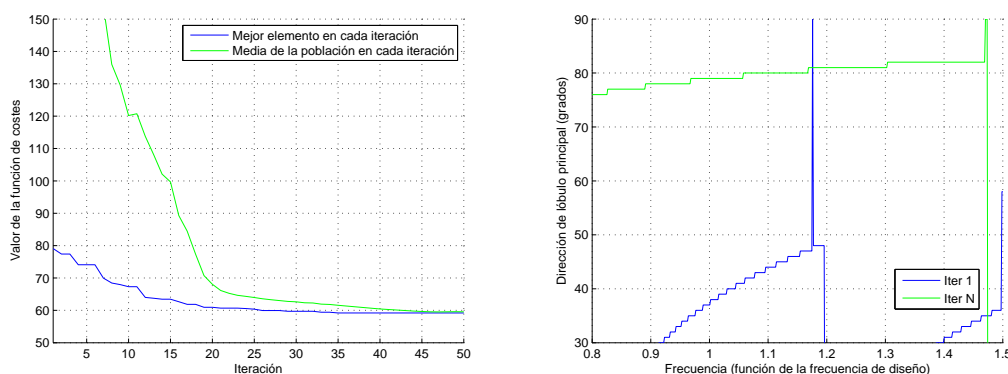 150
140
130
120
110
100
90
80
70
60
50
Valor de la función de costes
Mejor elemento en cada iteración
Media de la población en cada iteración
5 10 15 20 25 30 35 40 45 50
Iteración
90
80
70
60
50
40
30
Dirección de lóbulo principal (grados)
Iter 1
Iter N
0.8 0.9 1 1.1 1.2 1.3 1.4 1.5
Frecuencia (función de la frecuencia de diseño)